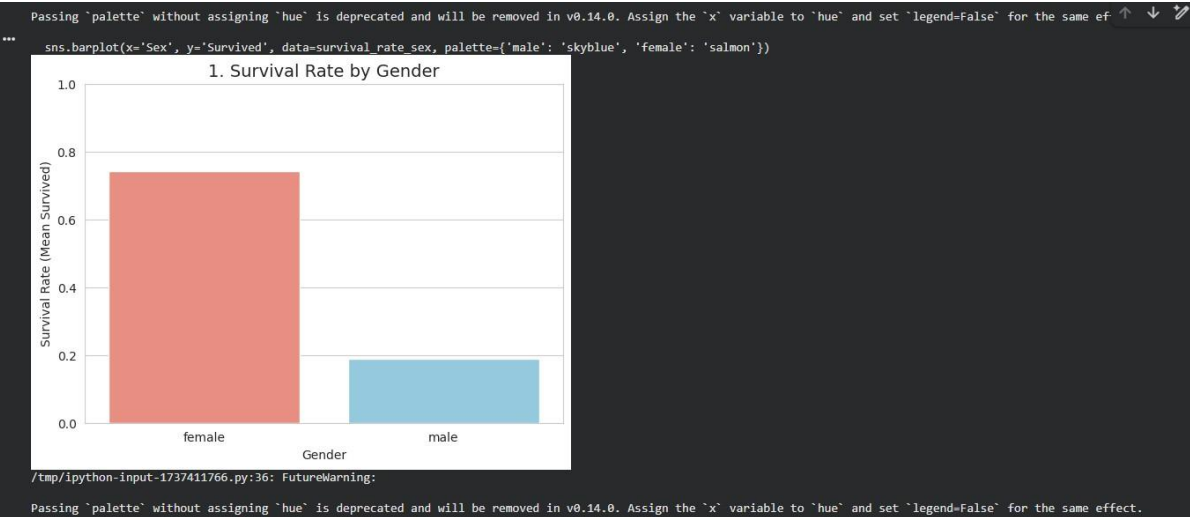 Passing `palette` without assigning `hue` is deprecated and will be removed in v0.14.0. Assign the `x` variable to `hue` and set `legend=False` for the same ef
sns.barplot(x='Sex', y='Survived', data=survival_rate_sex, palette={'male': 'skyblue', 'female': 'salmon'})
1. Survival Rate by Gender
1.0
0.8
0.6
0.4
0.2
0.0
Survival Rate (Mean Survived)
female male
Gender
/tmp/ipython-input-1737411766.py:36: FutureWarning:
Passing `palette` without assigning `hue` is deprecated and will be removed in v0.14.0. Assign the `x` variable to `hue` and set `legend=False` for the same effect.